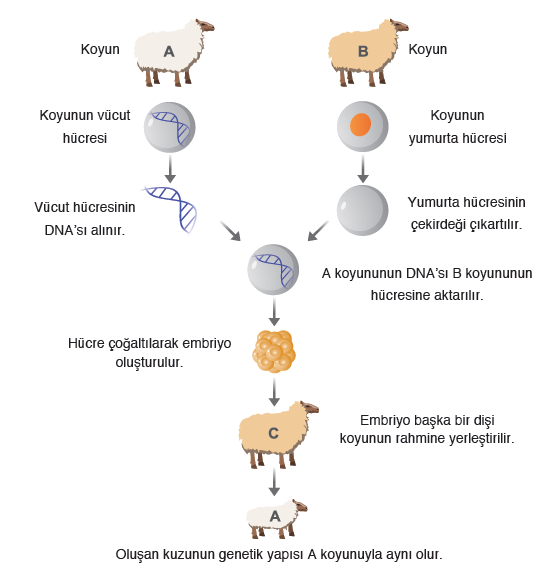 Koyun
A
B
Koyun
Koyunun vücut
hücresi
Koyunun
yumurta hücresi
Vücut hücresinin
DNA'sı alınır.
Yumurta hücresinin
çekirdeği çıkartılır.
A koyununun DNA'sı B koyununun
hücresine aktarılır.
Hücre çoğaltılarak embriyo
oluşturulur.
C
Embriyo başka bir dişi
koyunun rahmine yerleştirilir.
A
Oluşan kuzunun genetik yapısı A koyunuyla aynı olur.